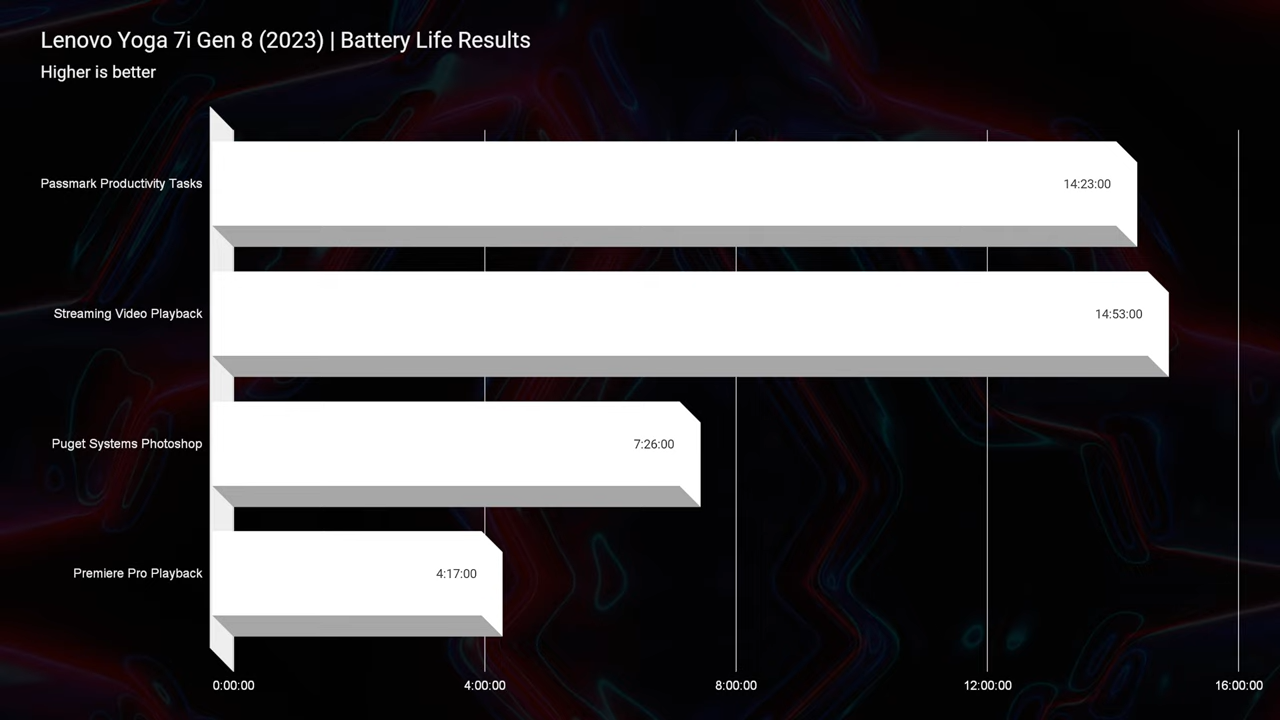 Lenovo Yoga 7i Gen 8 (2023) | Battery Life Results
Higher is better
Passmark Productivity Tasks
14:23:00
Streaming Video Playback
14:53:00
Puget Systems Photoshop
7:26:00
Premiere Pro Playback
4:17:00
0:00:00
4:00:00
8:00:00
12:00:00
16:00:00